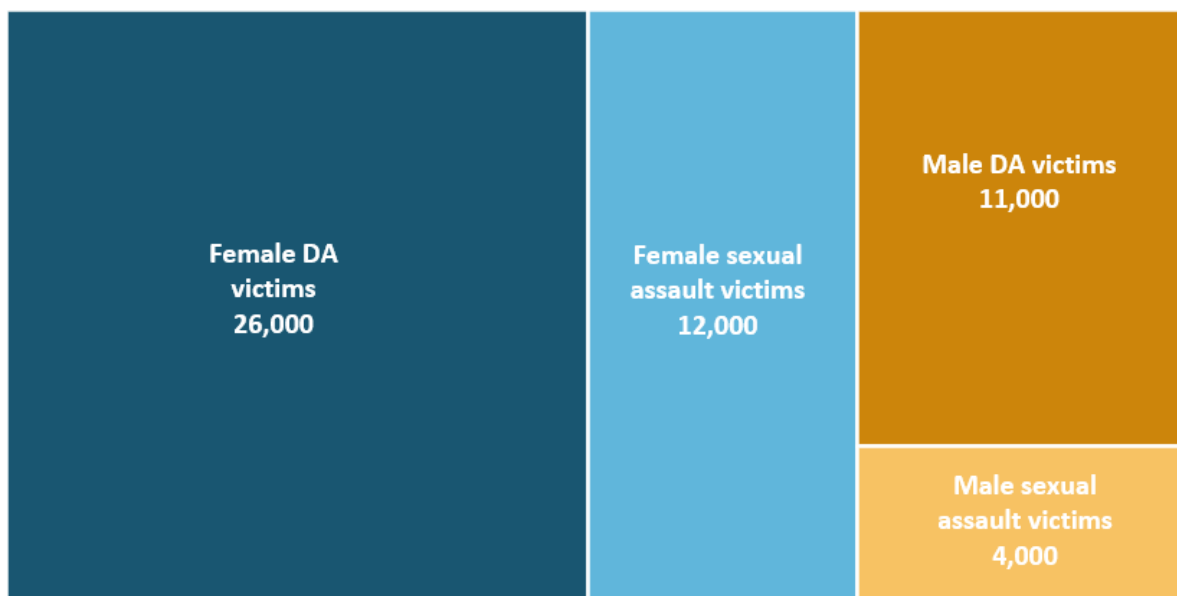 Female DA
victims
26,000
Female sexual
assault victims
12,000
Male DA victims
11,000
Male sexual
assault victims
4,000